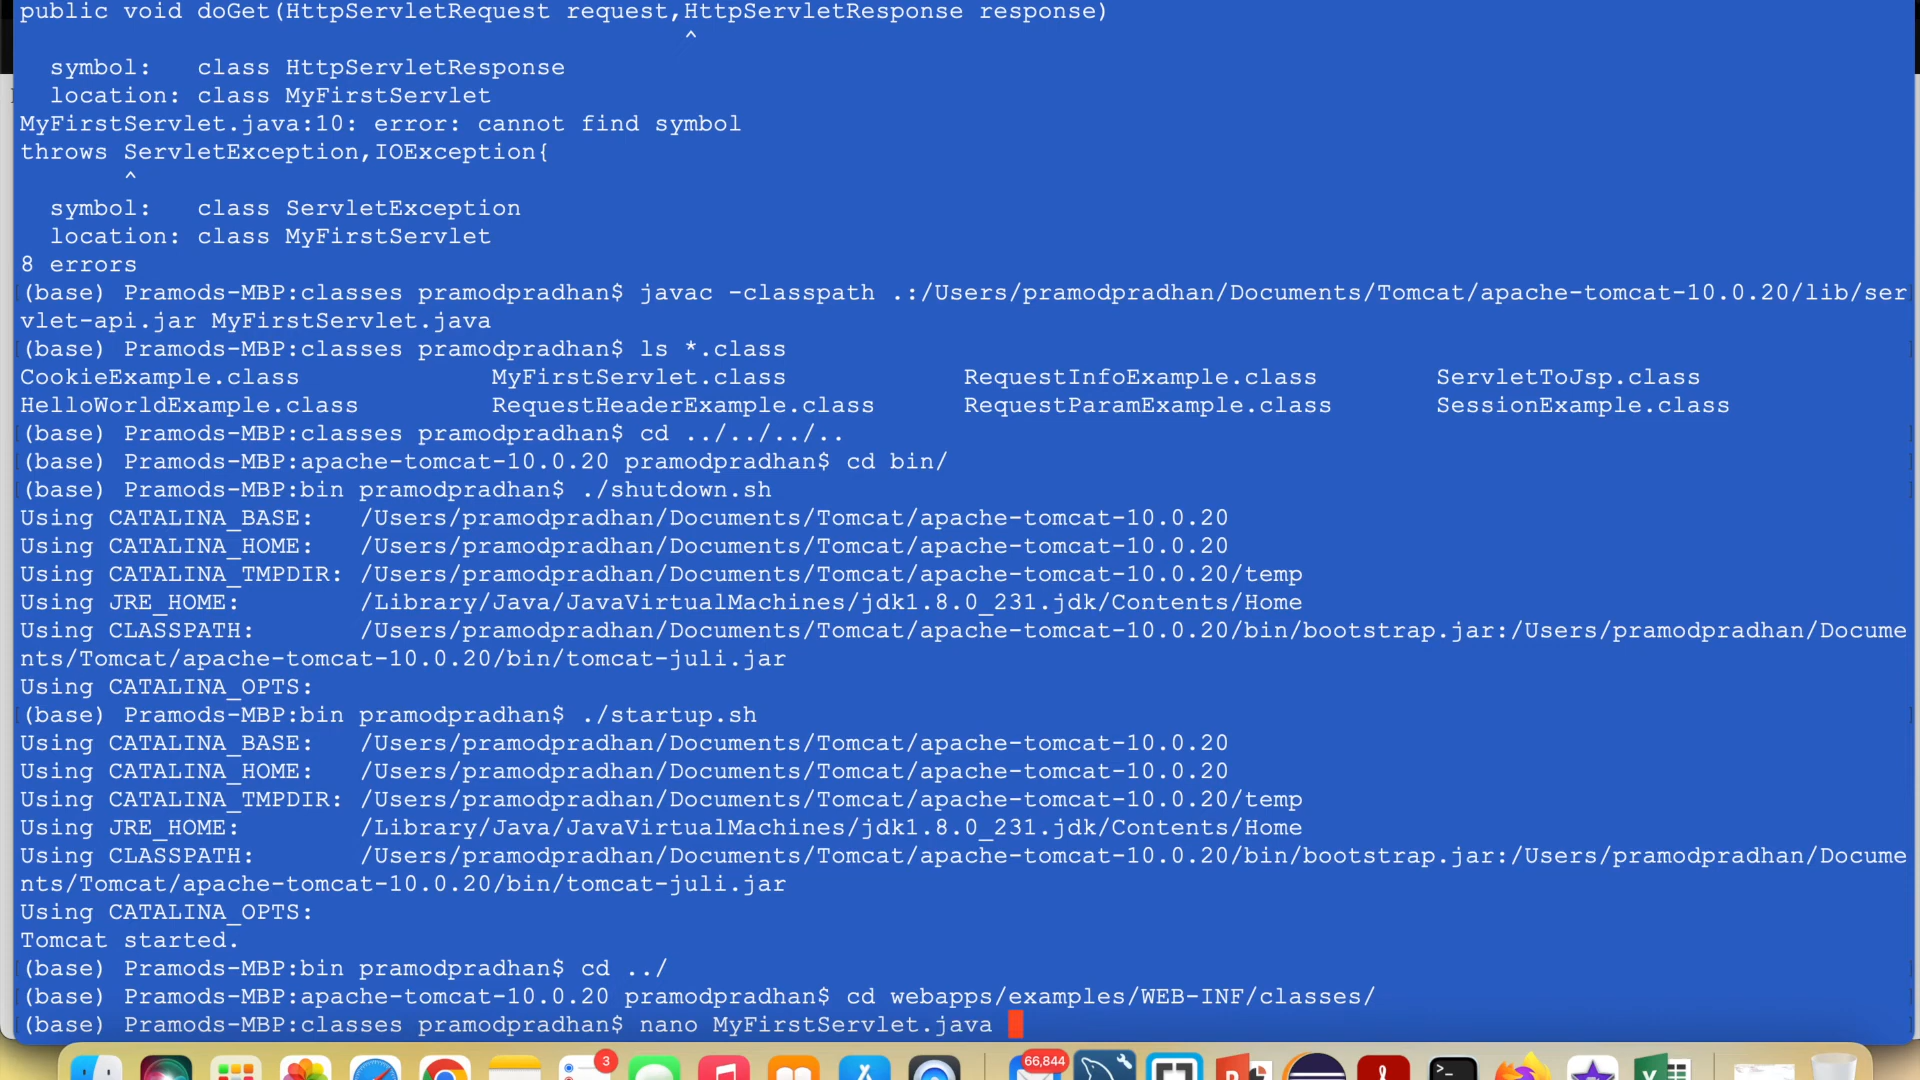 public void doGet(HttpServletRequest request,HttpServletResponse response)
^
symbol:   class HttpServletResponse
location: class MyFirstServlet
MyFirstServlet.java:10: error: cannot find symbol
throws ServletException,IOException{
^
symbol:   class ServletException
location: class MyFirstServlet
8 errors
(base) Pramods-MBP:classes pramodpradhan$ javac -classpath .:/Users/pramodpradhan/Documents/Tomcat/apache-tomcat-10.0.20/lib/ser
vlet-api.jar MyFirstServlet.java
(base) Pramods-MBP:classes pramodpradhan$ ls *.class
CookieExample.class MyFirstServlet.class RequestInfoExample.class ServletToJsp.class
HelloWorldExample.class RequestHeaderExample.class RequestParamExample.class SessionExample.class
(base) Pramods-MBP:classes pramodpradhan$ cd ../../../..
(base) Pramods-MBP:apache-tomcat-10.0.20 pramodpradhan$ cd bin/
(base) Pramods-MBP:bin pramodpradhan$ ./shutdown.sh
Using CATALINA_BASE:   /Users/pramodpradhan/Documents/Tomcat/apache-tomcat-10.0.20
Using CATALINA_HOME:   /Users/pramodpradhan/Documents/Tomcat/apache-tomcat-10.0.20
Using CATALINA_TMPDIR: /Users/pramodpradhan/Documents/Tomcat/apache-tomcat-10.0.20/temp
Using JRE_HOME:        /Library/Java/JavaVirtualMachines/jdk1.8.0_231.jdk/Contents/Home
Using CLASSPATH:       /Users/pramodpradhan/Documents/Tomcat/apache-tomcat-10.0.20/bin/bootstrap.jar:/Users/pramodpradhan/Docume
nts/Tomcat/apache-tomcat-10.0.20/bin/tomcat-juli.jar
Using CATALINA_OPTS:
(base) Pramods-MBP:bin pramodpradhan$ ./startup.sh
Using CATALINA_BASE:   /Users/pramodpradhan/Documents/Tomcat/apache-tomcat-10.0.20
Using CATALINA_HOME:   /Users/pramodpradhan/Documents/Tomcat/apache-tomcat-10.0.20
Using CATALINA_TMPDIR: /Users/pramodpradhan/Documents/Tomcat/apache-tomcat-10.0.20/temp
Using JRE_HOME:        /Library/Java/JavaVirtualMachines/jdk1.8.0_231.jdk/Contents/Home
Using CLASSPATH:       /Users/pramodpradhan/Documents/Tomcat/apache-tomcat-10.0.20/bin/bootstrap.jar:/Users/pramodpradhan/Docume
nts/Tomcat/apache-tomcat-10.0.20/bin/tomcat-juli.jar
Using CATALINA_OPTS:
Tomcat started.
(base) Pramods-MBP:bin pramodpradhan$ cd ../
(base) Pramods-MBP:apache-tomcat-10.0.20 pramodpradhan$ cd webapps/examples/WEB-INF/classes/
(base) Pramods-MBP:classes pramodpradhan$ nano MyFirstServlet.java
3
66,844